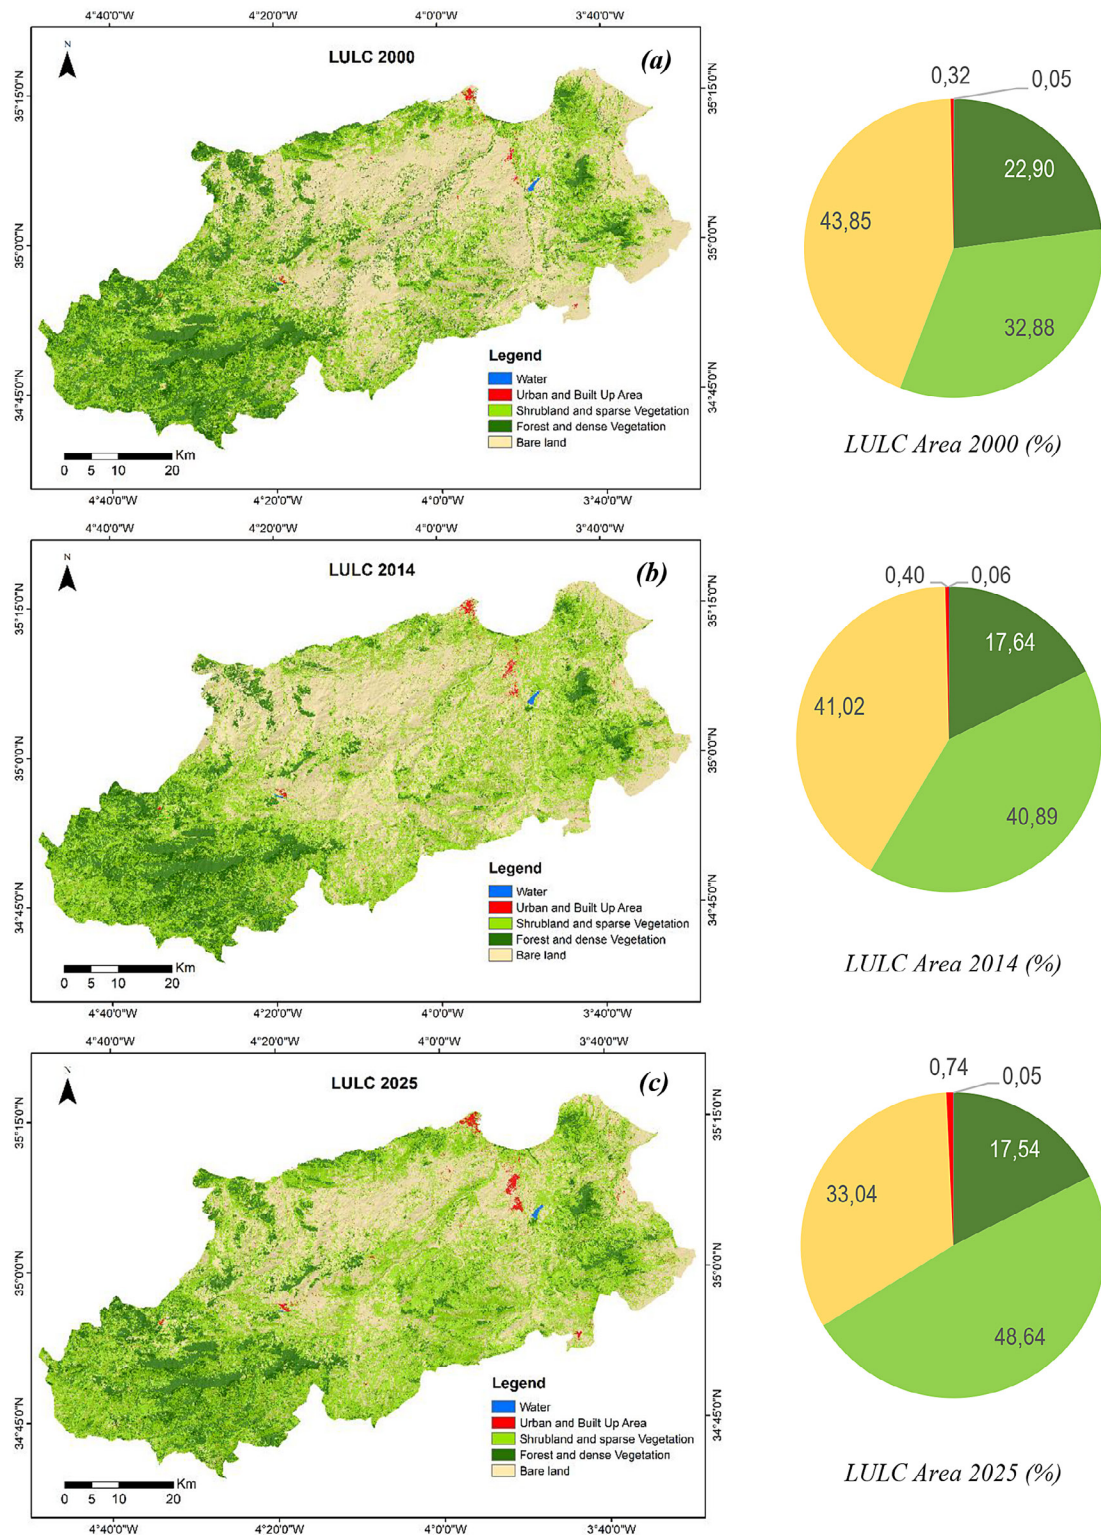 4°40'0"W 4°20'0"W 4°0'0"W 3°40'0"W
N
LULC 2000
(a)
35°15'0"N
35°0'0"N
34°45'0"N
35°15'0"N
35°0'0"N
34°45'0"N
Legend
Water
Urban and Built Up Area
Shrubland and sparse Vegetation
Forest and dense Vegetation
Bare land
Km
0 5 10 20
4°40'0"W 4°20'0"W 4°0'0"W 3°40'0"W
0,32
0,05
22,90
43,85
32,88
LULC Area 2000 (%)
4°40'0"W 4°20'0"W 4°0'0"W 3°40'0"W
N
LULC 2014
(b)
35°15'0"N
35°0'0"N
34°45'0"N
35°15'0"N
35°0'0"N
34°45'0"N
Legend
Water
Urban and Built Up Area
Shrubland and sparse Vegetation
Forest and dense Vegetation
Bare land
Km
0 5 10 20
4°40'0"W 4°20'0"W 4°0'0"W 3°40'0"W
0,40
0,06
17,64
41,02
40,89
LULC Area 2014 (%)
4°40'0"W 4°20'0"W 4°0'0"W 3°40'0"W
N
LULC 2025
(c)
35°15'0"N
35°0'0"N
34°45'0"N
35°15'0"N
35°0'0"N
34°45'0"N
Legend
Water
Urban and Built Up Area
Shrubland and sparse Vegetation
Forest and dense Vegetation
Bare land
Km
0 5 10 20
4°40'0"W 4°20'0"W 4°0'0"W 3°40'0"W
0,74
0,05
17,54
33,04
48,64
LULC Area 2025 (%)